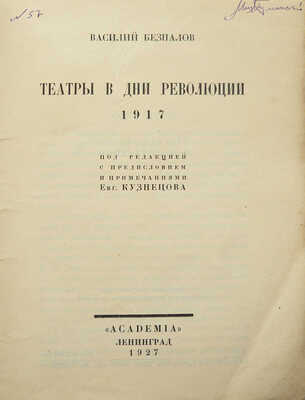 № 57
ВАСИЛИЙ БЕЗПАЛОВ
ТЕАТРЫ В ДНИ РЕВОЛЮЦИИ
1917
ПОД РЕДАКЦИЕЙ
С ПРЕДИСЛОВИЕМ
И ПРИМЕЧАНИЯМИ
Евг. КУЗНЕЦОВА
«ACADEMIA»
ЛЕНИНГРАД
1927